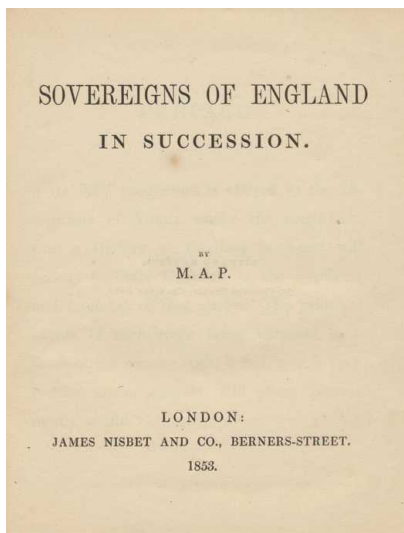 SOVEREIGNS OF ENGLAND
IN SUCCESSION.
BY
M. A. P.
LONDON:
JAMES NISBET AND CO., BERNERS-STREET.
1853.